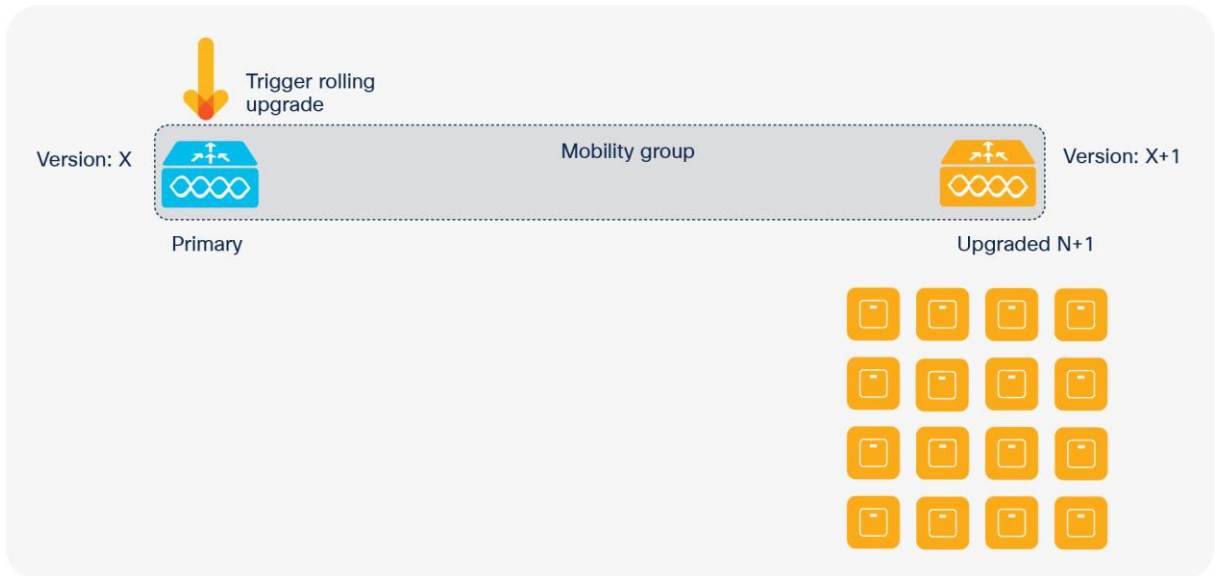 Trigger rolling
upgrade
Version: X
Mobility group
Version: X+1
Primary
Upgraded N+1